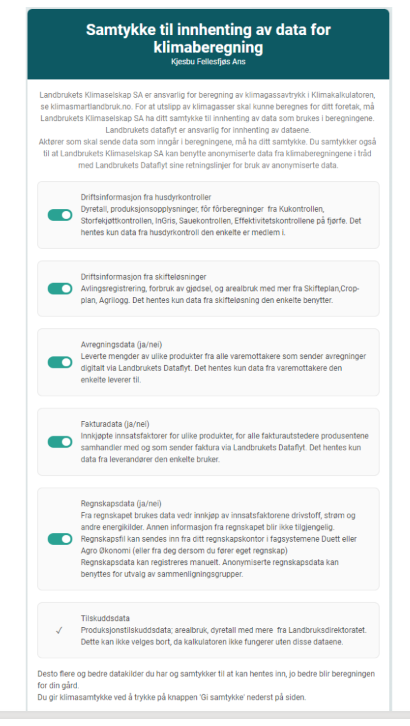 Samtykke til innhenting av data for
klimaberegning
Kjesbu Fellesfjøs Ans
Landbrukets Klimaselskap SA er ansvarlig for beregning av klimagassavtrykk i Klimakalkulatoren,
se klimasmartlandbruk.no. For at utslipp av klimagasser skal kunne beregnes for ditt foretak, må
Landbrukets Klimaselskap SA ha ditt samtykke til innhenting av data som brukes i beregningene.
Landbrukets dataflyt er ansvarlig for innhenting av dataene.
Aktører som skal sende data som inngår i beregningene, må ha ditt samtykke. Du samtykker også
til at Landbrukets Klimaselskap SA kan benytte anonymiserte data fra klimaberegningene i tråd
med Landbrukets Dataflyt sine retningslinjer for bruk av anonymiserte data.
Driftsinformasjon fra husdyrkontroller
Dyretall, produksjonsopplysninger, fôr fôrberegninger fra Kukontrollen,
Storfekjøttkontrollen, InGris, Sauekontrollen, Effektivitetskontrollene på fjørfe. Det
hentes kun data fra husdyrkontroll den enkelte er medlem i.
Driftsinformasjon fra skifteløsninger
Avlingsregistrering, forbruk av gjødsel, og arealbruk med mer fra Skifteplan,Crop-
plan, Agrilogg. Det hentes kun data fra skifteløsning den enkelte benytter.
Avregningsdata (ja/nei)
Leverte mengder av ulike produkter fra alle varemottakere som sender avregninger
digitalt via Landbrukets Dataflyt. Det hentes kun data fra varemottakere den
enkelte leverer til.
Fakturadata (ja/nei)
Innkjøpte innsatsfaktorer for ulike produkter, for alle fakturautstedere produsentene
samhandler med og som sender faktura via Landbrukets Dataflyt. Det hentes kun
data fra leverandører den enkelte bruker.
Regnskapsdata (ja/nei)
Fra regnskapet brukes data vedr innkjøp av innsatsfaktorene drivstoff, strøm og
andre energikilder. Annen informasjon fra regnskapet blir ikke tilgjengelig.
Regnskapsfil kan sendes inn fra ditt regnskapskontor i fagsystemene Duett eller
Agro Økonomi (eller fra deg dersom du fører eget regnskap)
Regnskapsdata kan registreres manuelt. Anonymiserte regnskapsdata kan
benyttes for utvalg av sammenligningsgrupper.
Tilskuddsdata
Produksjonstilskuddsdata; arealbruk, dyretall med mere fra Landbruksdirektoratet.
Dette kan ikke velges bort, da kalkulatoren ikke fungerer uten disse dataene.
Desto flere og bedre datakilder du har og samtykker til at kan hentes inn, jo bedre blir beregningen
for din gård.
Du gir klimasamtykke ved å trykke på knappen 'Gi samtykke' nederst på siden.